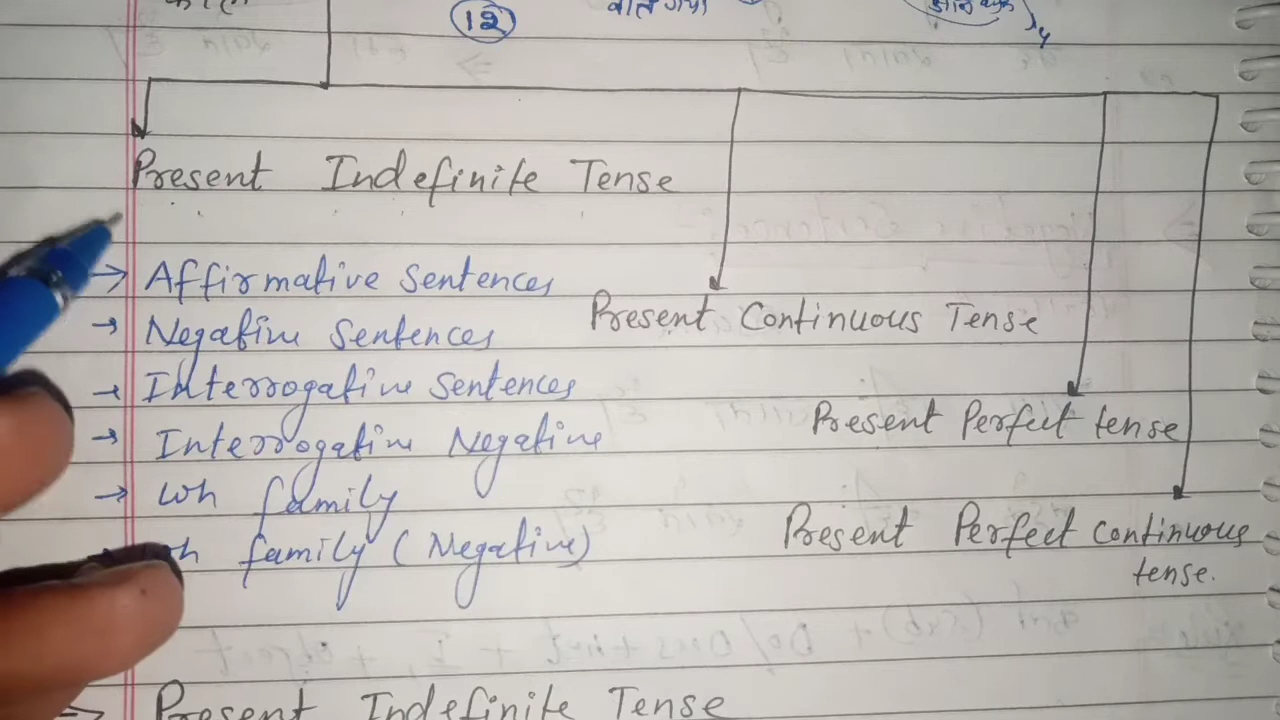 12
Present Indefinite Tense
→ Affirmative Sentences
→ Negative Sentences
→ Interrogative Sentences
→ Interrogative Negative
→ Wh family
family (Negative)
Present Continuous Tense
Present Perfect tense
Present Perfect continuous
tense.
⇒ Present Indefinite Tense